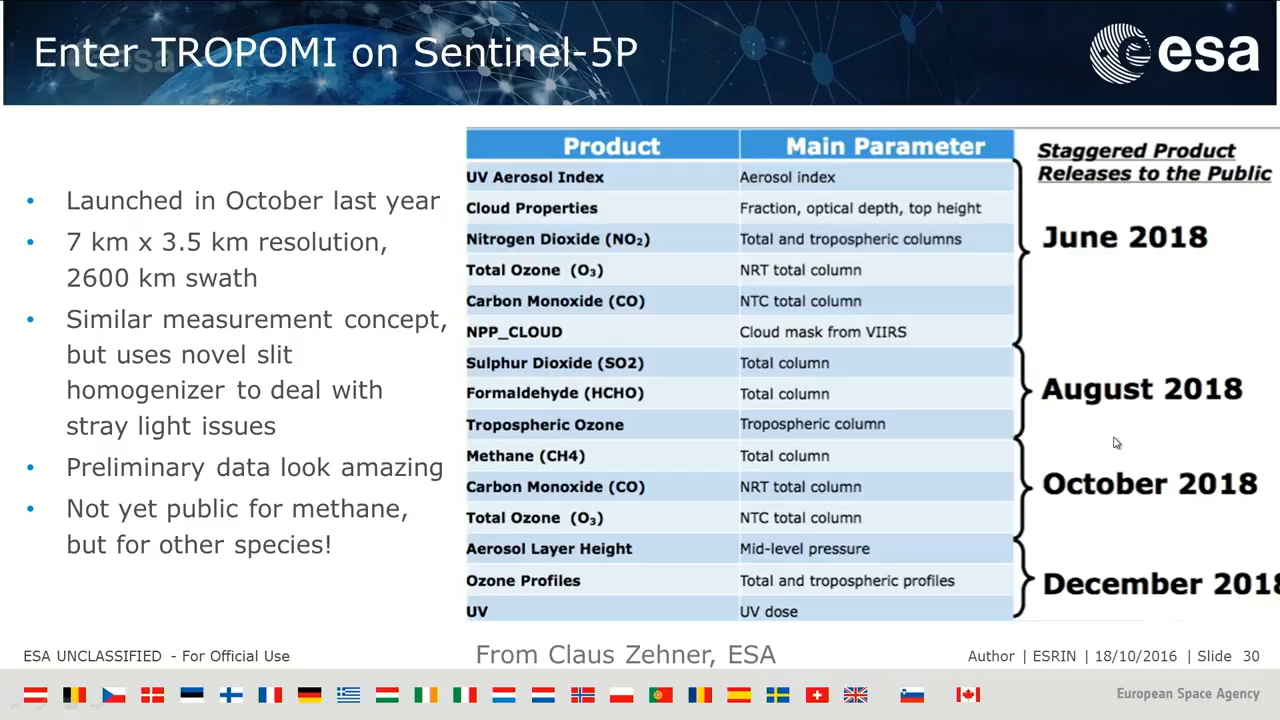 Enter TROPOMI on Sentinel-5P
esa
• Launched in October last year
• 7 km x 3.5 km resolution,
2600 km swath
• Similar measurement concept,
but uses novel slit
homogenizer to deal with
stray light issues
• Preliminary data look amazing
• Not yet public for methane,
but for other species!
Product Main Parameter
UV Aerosol Index Aerosol index
Cloud Properties Fraction, optical depth, top height
Nitrogen Dioxide (NO₂) Total and tropospheric columns
Total Ozone (O₃) NRT total column
Carbon Monoxide (CO) NTC total column
NPP_CLOUD Cloud mask from VIIRS
Sulphur Dioxide (SO2) Total column
Formaldehyde (HCHO) Total column
Tropospheric Ozone Tropospheric column
Methane (CH4) Total column
Carbon Monoxide (CO) NRT total column
Total Ozone (O₃) NTC total column
Aerosol Layer Height Mid-level pressure
Ozone Profiles Total and tropospheric profiles
UV UV dose
Staggered Product
Releases to the Public
June 2018
August 2018
October 2018
December 2018
From Claus Zehner, ESA
ESA UNCLASSIFIED - For Official Use
Author | ESRIN | 18/10/2016 | Slide 30
European Space Agency